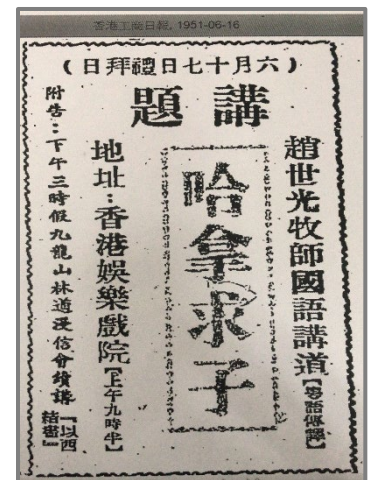 香港工商日報, 1951-06-16
（六月十七日禮拜日）
講題
趙世光牧師國語講道【粵語傳譯】
哈拿求子
地址：香港娛樂戲院【上午九時半】
附告：下午三時假九龍山林道浸信會續講「以西結」